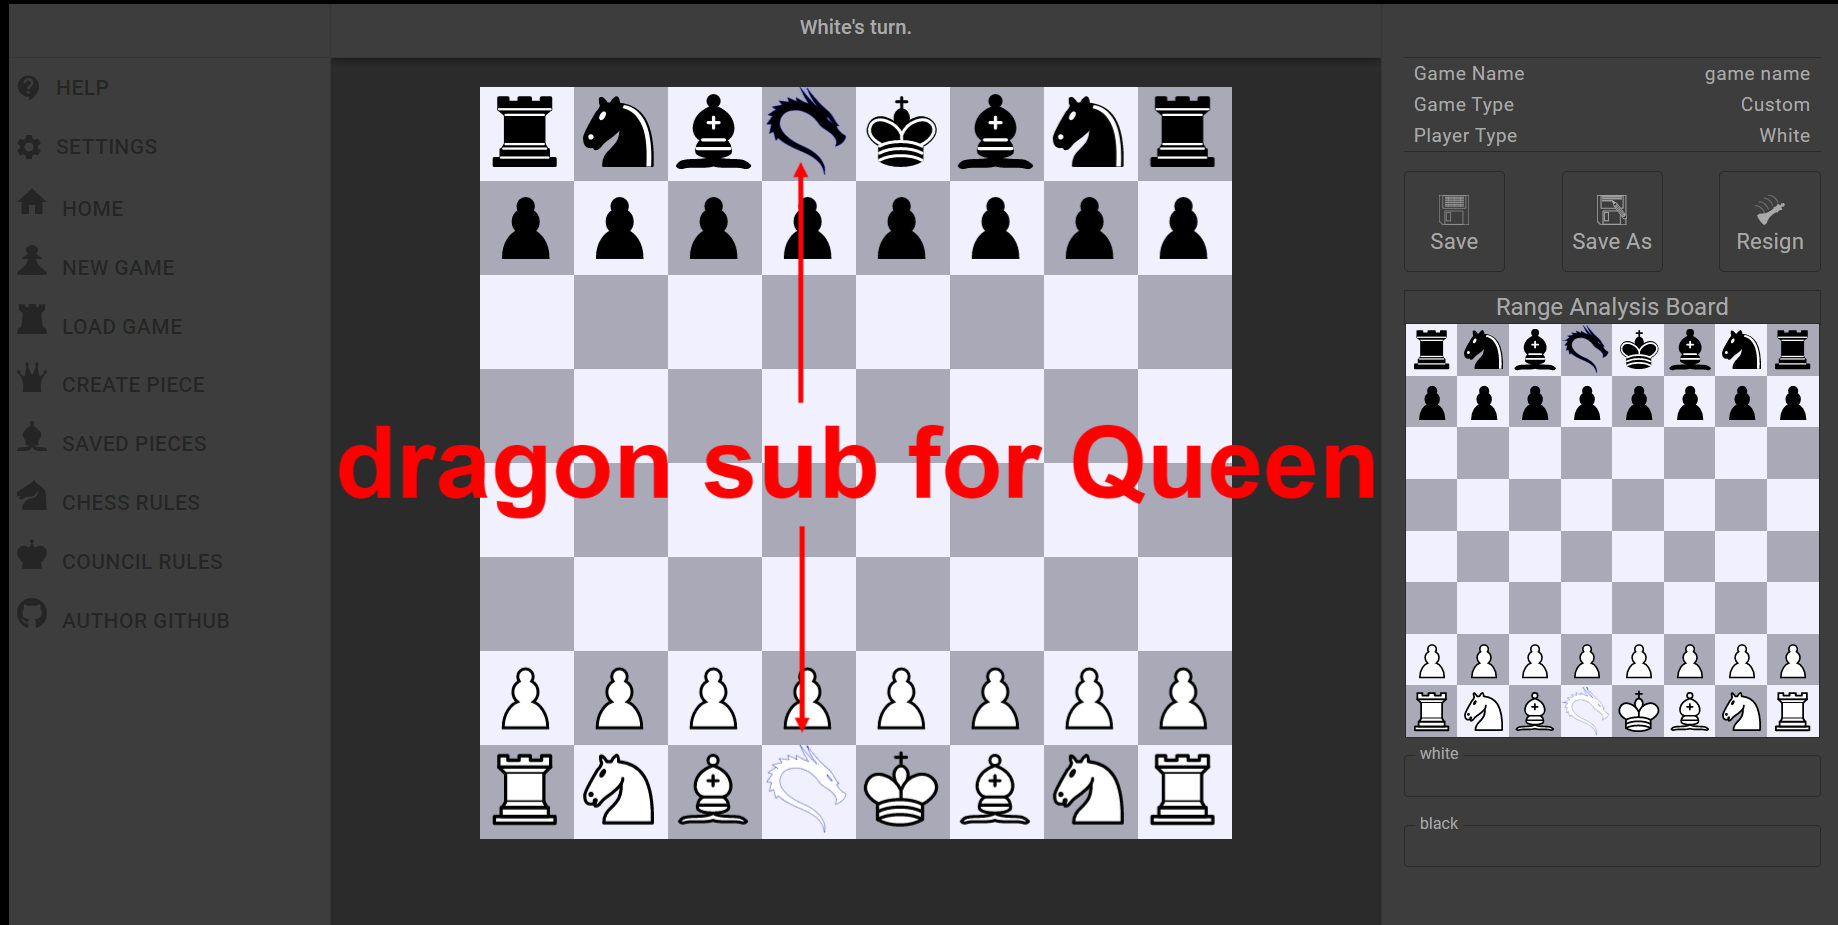 White's turn.
HELP
SETTINGS
HOME
NEW GAME
LOAD GAME
CREATE PIECE
SAVED PIECES
CHESS RULES
COUNCIL RULES
AUTHOR GITHUB
dragon sub for Queen
Game Name game name
Game Type Custom
Player Type White
Save Save As Resign
Range Analysis Board
white
black